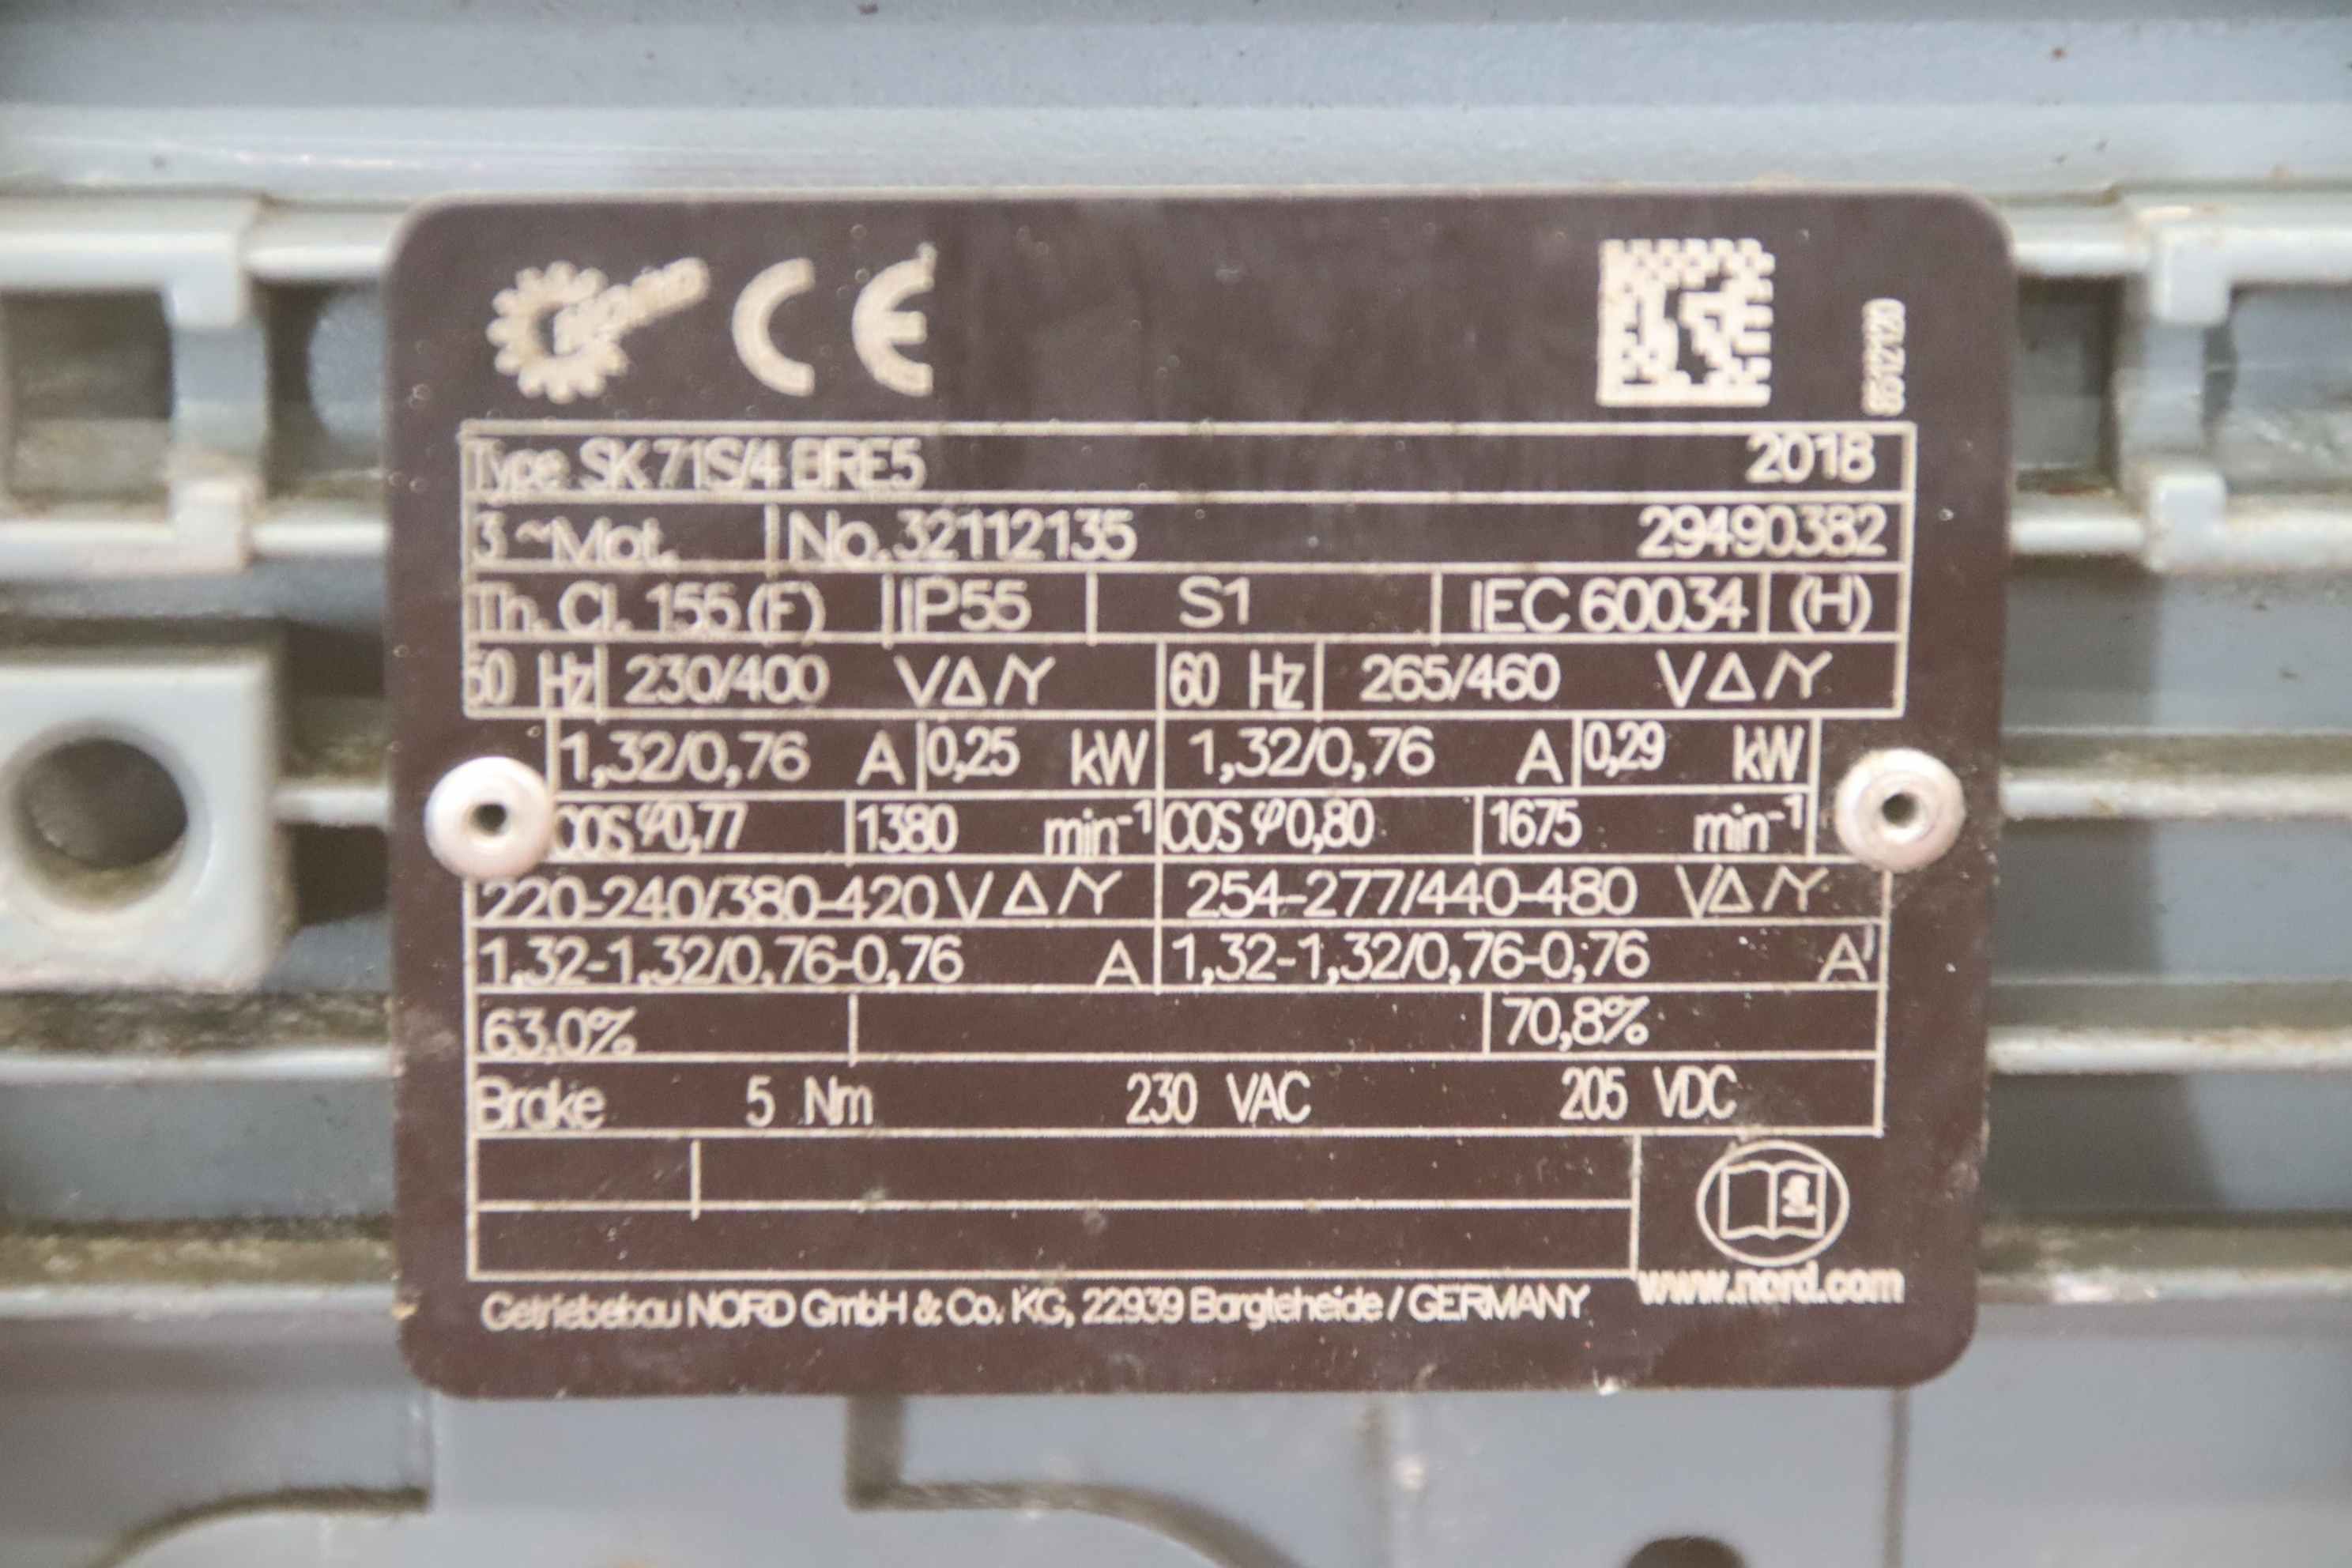 NORD CE
Type SK 71S/4 BRE5 2018
3 ~Mot. No. 32112135 29490382
Th. Cl. 155 (F) IP55 S1 IEC 60034 (H)
50 Hz 230/400 V Δ/Y 60 Hz 265/460 V Δ/Y
1,32/0,76 A 0,25 kW 1,32/0,76 A 0,29 kW
COS φ 0,77 1380 min-1 COS φ 0,80 1675 min-1
220-240/380-420 V Δ/Y 254-277/440-480 V Δ/Y
1,32-1,32/0,76-0,76 A 1,32-1,32/0,76-0,76 A
63,0% 70,8%
Brake 5 Nm 230 VAC 205 VDC
Getriebebau NORD GmbH & Co. KG, 22939 Bargteheide / GERMANY www.nord.com